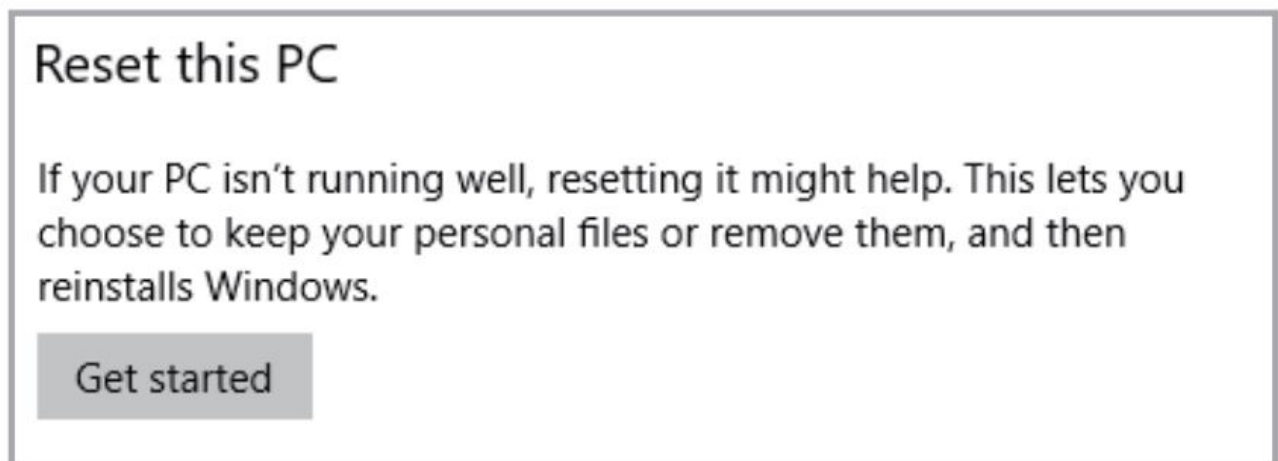 Reset this PC
If your PC isn’t running well, resetting it might help. This lets you
choose to keep your personal files or remove them, and then
reinstalls Windows.
Get started